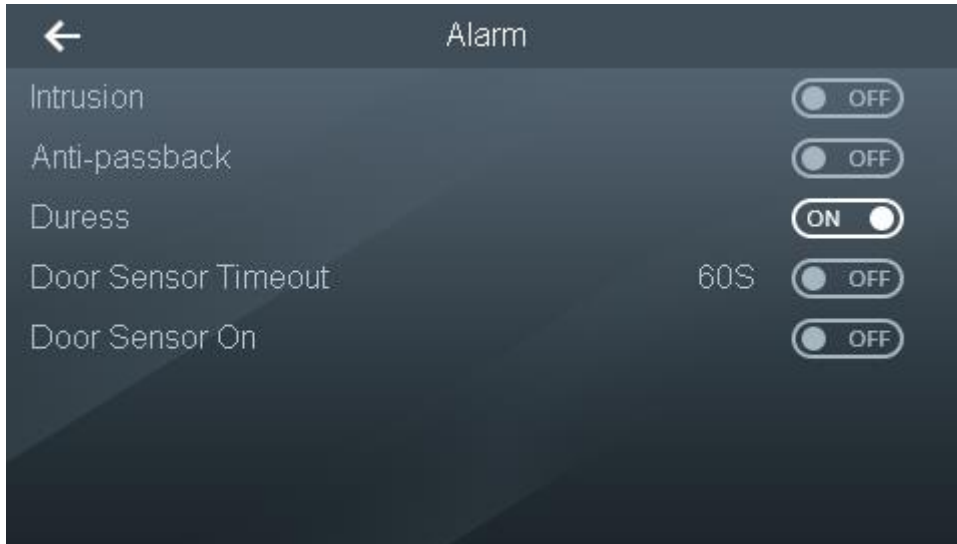 Alarm
Intrusion OFF
Anti-passback OFF
Duress ON
Door Sensor Timeout 60S OFF
Door Sensor On OFF